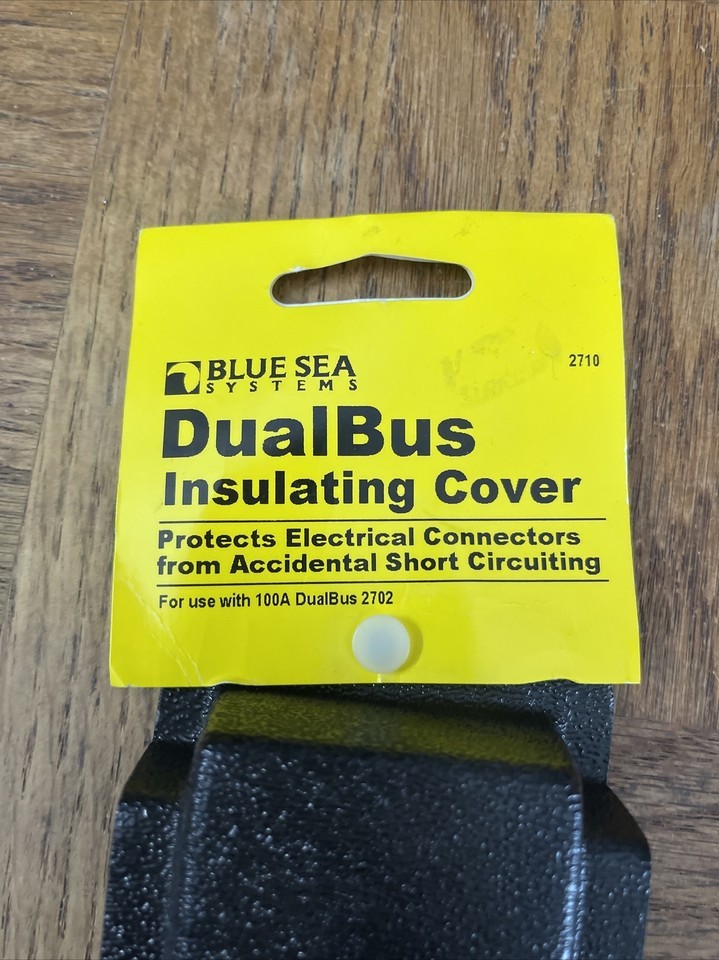 2710
BLUE SEA
SYSTEMS
DualBus
Insulating Cover
Protects Electrical Connectors
from Accidental Short Circuiting
For use with 100A DualBus 2702